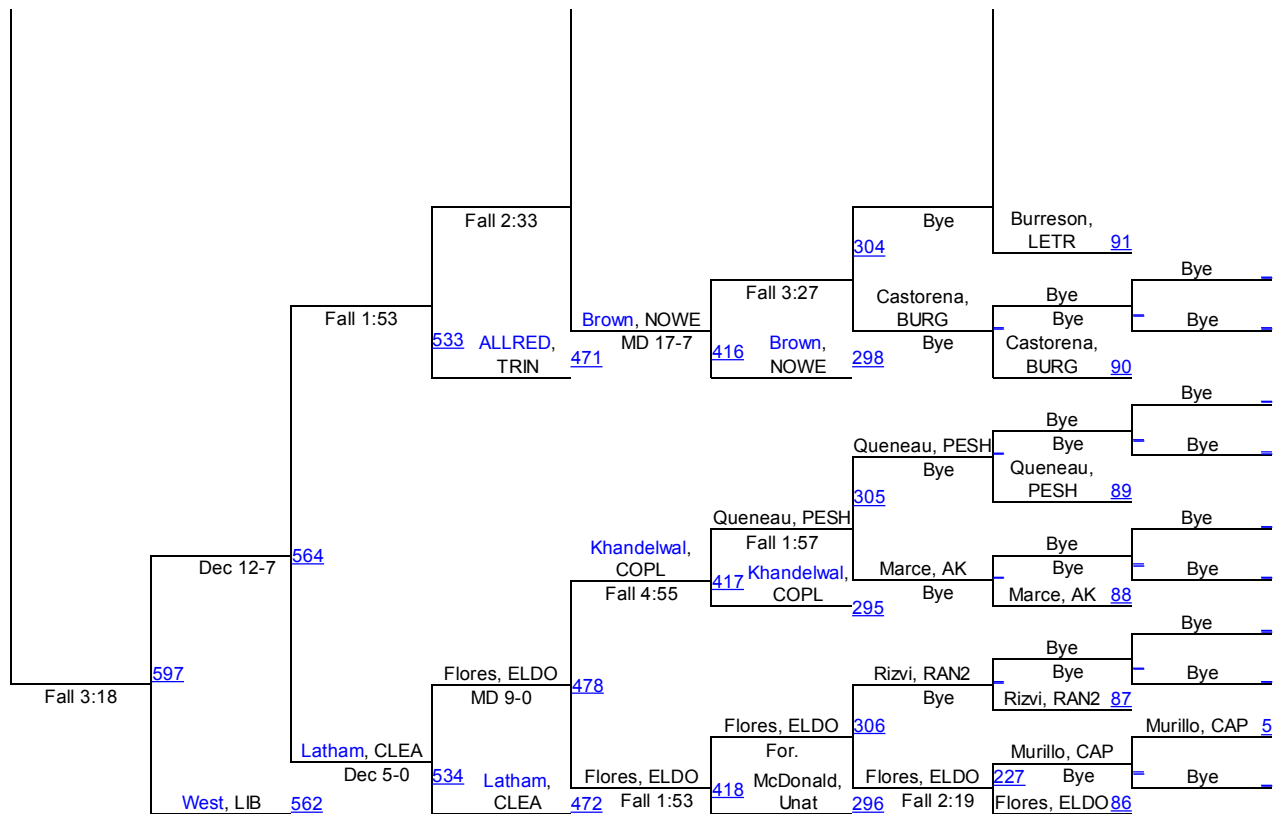 Fall 2:33
Bye
Burreson,
LETR 91
304
Bye
Fall 3:27
Castorena,
BURG
Bye
Bye
Bye
Fall 1:53
Brown, NOWE
MD 17-7
533
ALLRED,
TRIN
471
416
Brown,
NOWE
298
Bye
Castorena,
BURG 90
Bye
Bye
Bye
Bye
Queneau, PESH
Bye
Queneau,
PESH 89
305
Queneau, PESH
Fall 1:57
Bye
Khandelwal,
COPL
Fall 4:55
564
Dec 12-7
417
Khandelwal,
COPL
295
Marce, AK
Bye
Bye
Bye
Bye
Marce, AK 88
Bye
Bye
Bye
597
Fall 3:18
Flores, ELDO
MD 9-0
478
Rizvi, RAN2
Bye
Bye
Rizvi, RAN2 87
Flores, ELDO
For.
306
Murillo, CAP 5
Latham, CLEA
Dec 5-0
534
Latham,
CLEA
472
Flores, ELDO
Fall 1:53
418
McDonald,
Unat
296
Flores, ELDO
Fall 2:19
Murillo, CAP
227
Bye
Bye
Flores, ELDO 86
West, LIB 562